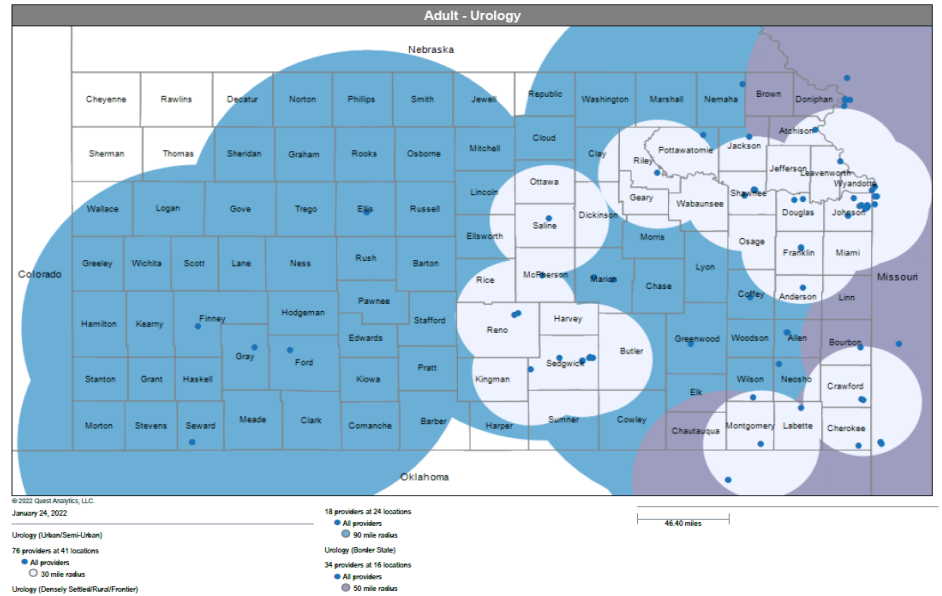 Adult - Urology
Nebraska
Cheyenne Rawlins Decatur Norton Phillips Smith Jewell Republic Washington Marshall Nemaha Brown Doniphan
Atchison
Sherman Thomas Sheridan Graham Rooks Osborne Mitchell Cloud Clay Riley Pottawatomie Jackson
Jefferson Leavenworth
Wyandotte
Wallace Logan Gove Trego Ellis Russell Lincoln Ottawa Geary Wabaunsee Shawnee Douglas Johnson
Saline Dickinson
Ellsworth Morris Osage Franklin Miami
Colorado Greeley Wichita Scott Lane Ness Rush Barton Missouri
Rice McPherson Marion Chase Lyon Coffey Anderson Linn
Hamilton Kearny Finney Hodgeman Pawnee Stafford Reno Harvey
Edwards
Gray Ford Sedgwick Butler Greenwood Woodson Allen Bourbon
Stanton Grant Haskell Kiowa Pratt Kingman Elk Wilson Neosho Crawford
Morton Stevens Seward Meade Clark Comanche Barber Harper Sumner Cowley Chautauqua Montgomery Labette Cherokee
Oklahoma
© 2022 Quest Analytics, LLC.
January 24, 2022
Urology (Urban/Semi-Urban)
76 providers at 41 locations
All providers
30 mile radius
Urology (Densely Settled/Rural/Frontier)
18 providers at 24 locations
All providers
90 mile radius
Urology (Border State)
34 providers at 16 locations
All providers
50 mile radius
46.40 miles